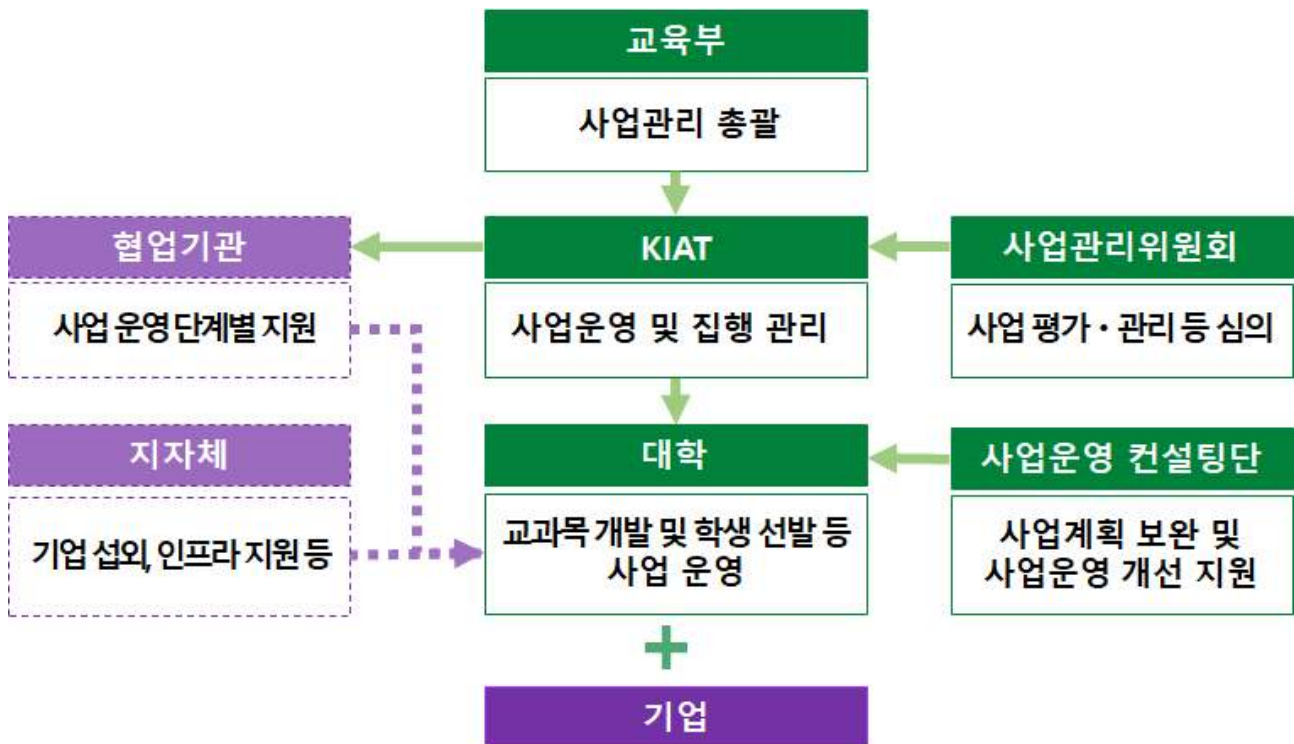 교육부
사업관리 총괄
협업기관
사업 운영 단계별 지원
KIAT
사업운영 및 집행 관리
사업관리위원회
사업 평가・관리 등 심의
지자체
기업 섭외, 인프라 지원 등
대학
교과목 개발 및 학생 선발 등
사업 운영
사업운영 컨설팅단
사업계획 보완 및
사업운영 개선 지원
+
기업